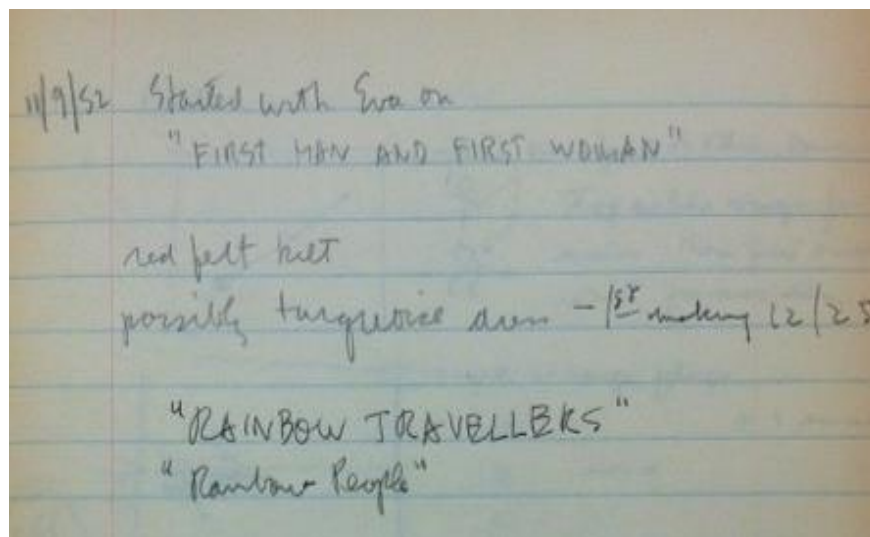 11/9/52 Started with Eva on
"FIRST MAN AND FIRST WOMAN"
red felt
possibly turquoise dress - 1st making 12/25
"RAINBOW TRAVELLERS"
"Rainbow People"